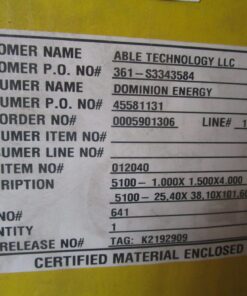 OMER NAME ABLE TECHNOLOGY LLC
OMER P.O. NO# 361-S3343584
UMER NAME DOMINION ENERGY
UMER P.O. NO# 45581131
ORDER NO# 0005901306 LINE# 1
UMER ITEM NO#
UMER LINE NO#
ITEM NO# 012040
RIPTION 5100- 1.000X 1.500X4.000
5100- 25.40X 38.10X101.60
NO# 641
NTITY 1
RELEASE NO# TAG: K2192909
CERTIFIED MATERIAL ENCLOSED